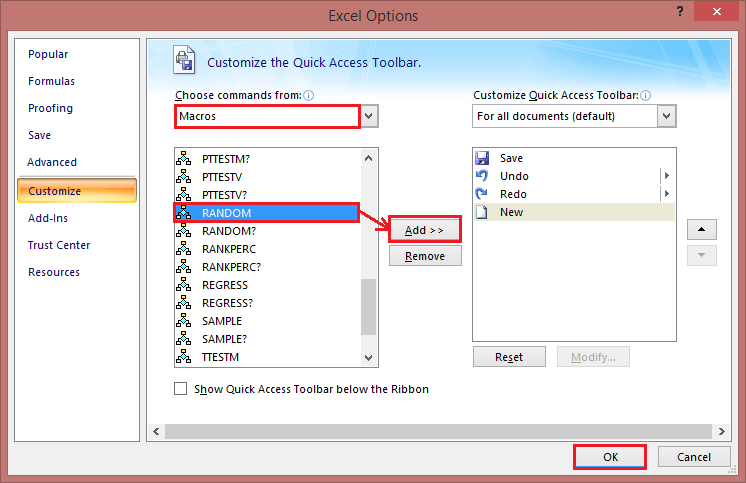 Excel Options
?
Popular
Formulas
Proofing
Save
Advanced
Customize
Add-Ins
Trust Center
Resources
Customize the Quick Access Toolbar.
Choose commands from:
Macros
PTTESTM?
PTTESTV
PTTESTV?
RANDOM
RANDOM?
RANKPERC
RANKPERC?
REGRESS
REGRESS?
SAMPLE
SAMPLE?
TTESTM
Show Quick Access Toolbar below the Ribbon
Add >>
Remove
Customize Quick Access Toolbar:
For all documents (default)
Save
Undo
Redo
New
Reset
Modify...
OK
Cancel